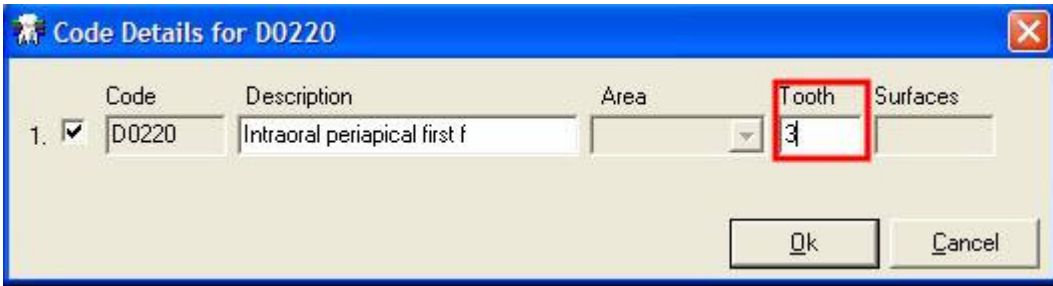 Code Details for D0220
Code Description Area Tooth Surfaces
1. D0220 Intraoral periapical first f 3
Ok Cancel